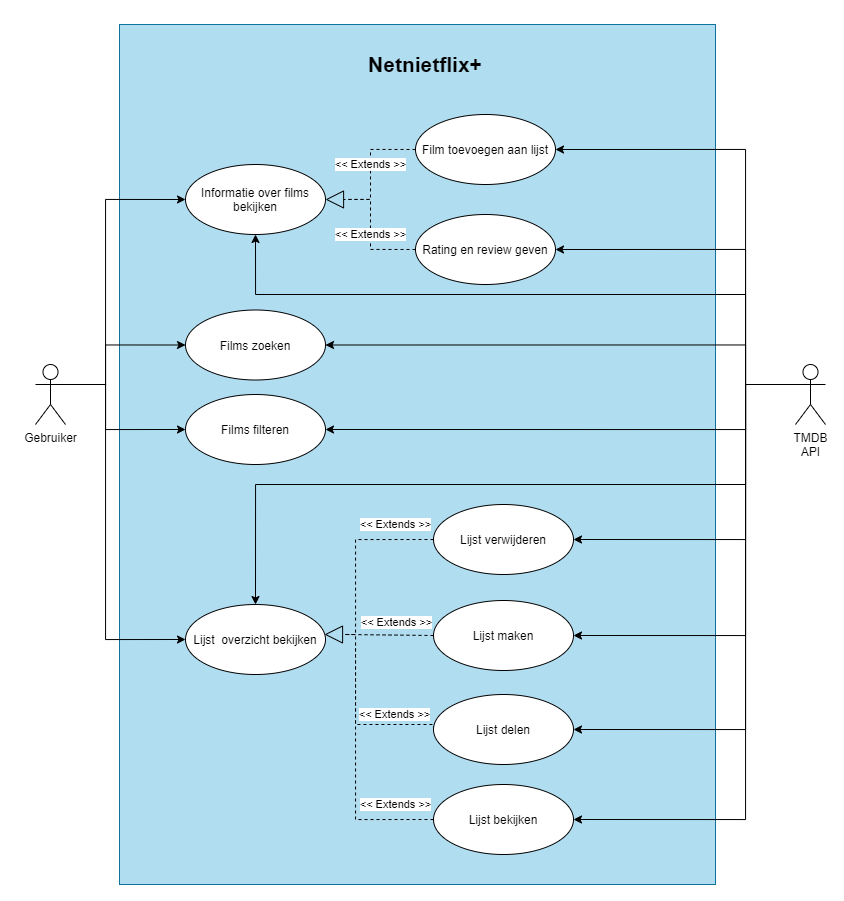 Netnietflix+
Film toevoegen aan lijst
<< Extends >>
Informatie over films
bekijken
<< Extends >>
Rating en review geven
Films zoeken
Gebruiker
Films filteren
TMDB
API
<< Extends >>
Lijst verwijderen
<< Extends >>
Lijst maken
Lijst overzicht bekijken
<< Extends >>
Lijst delen
<< Extends >>
Lijst bekijken